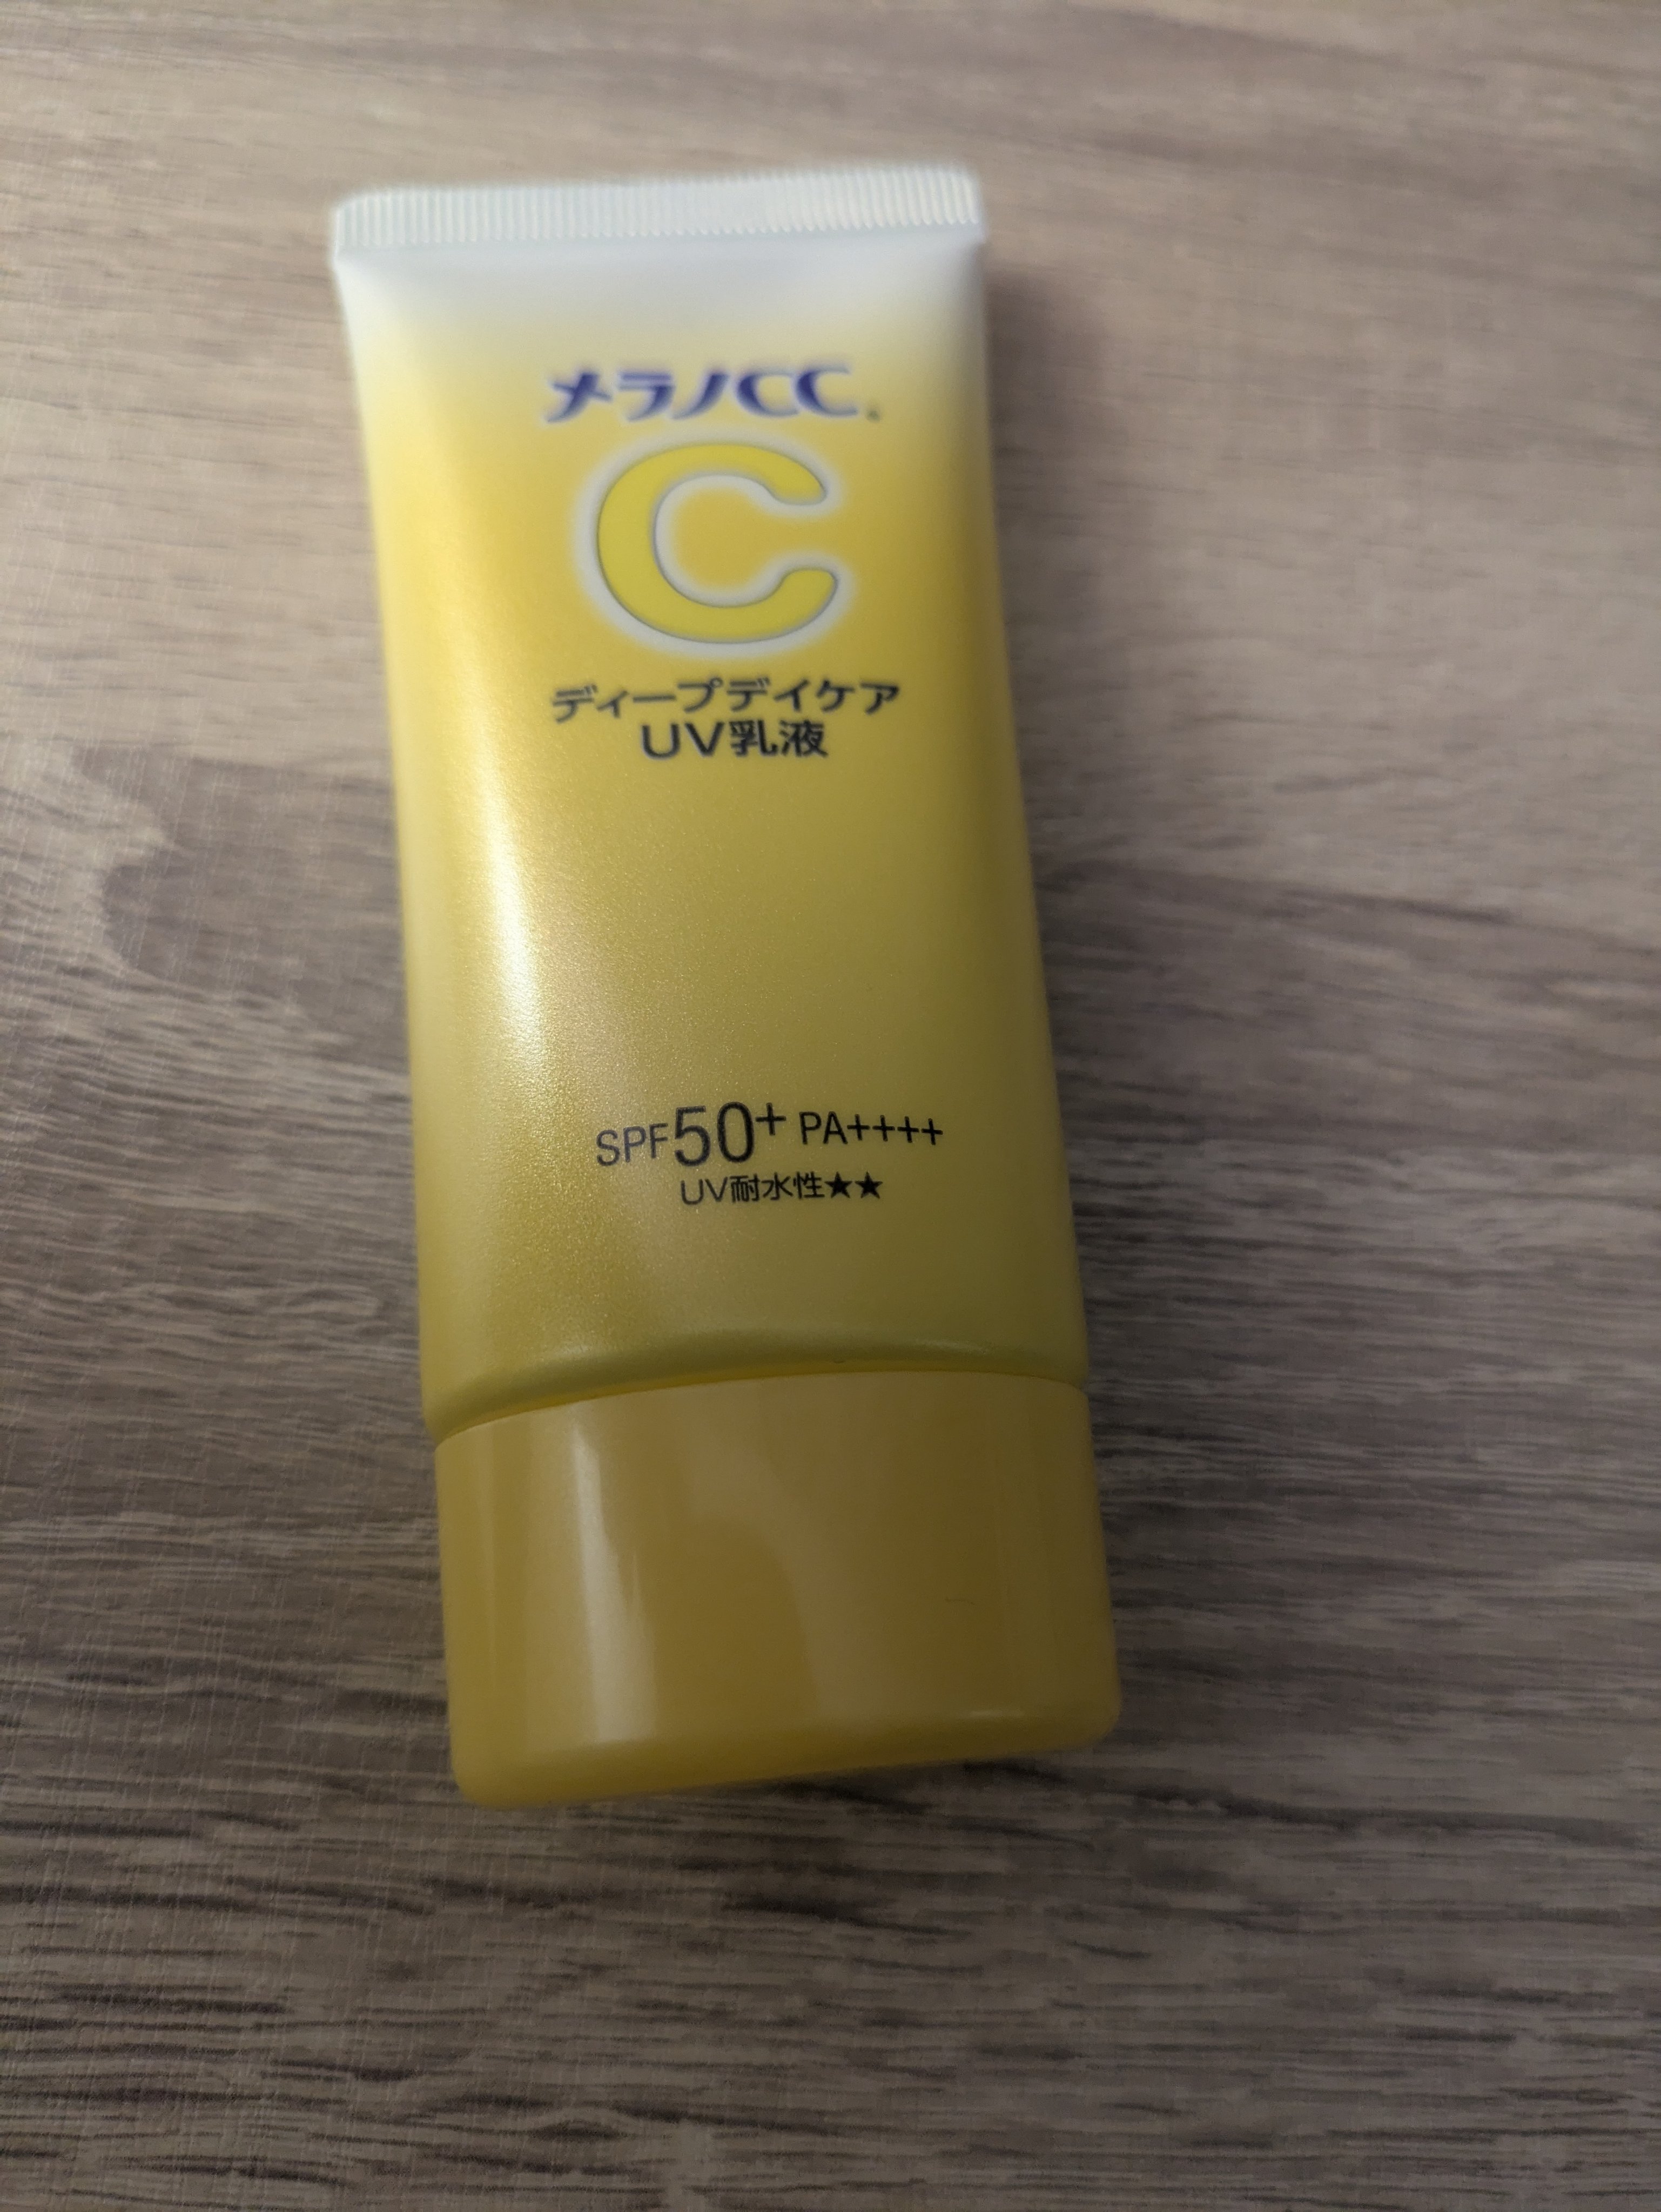 メラノCC
C
ディープデイケア
UV乳液
SPF50+ PA++++
UV耐水性★★